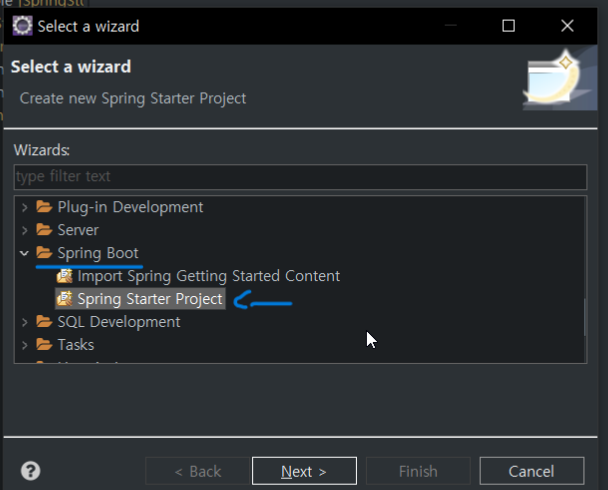 Select a wizard
Select a wizard
Create new Spring Starter Project
Wizards:
type filter text
Plug-in Development
Server
Spring Boot
Import Spring Getting Started Content
Spring Starter Project
SQL Development
Tasks
?
< Back
Next >
Finish
Cancel